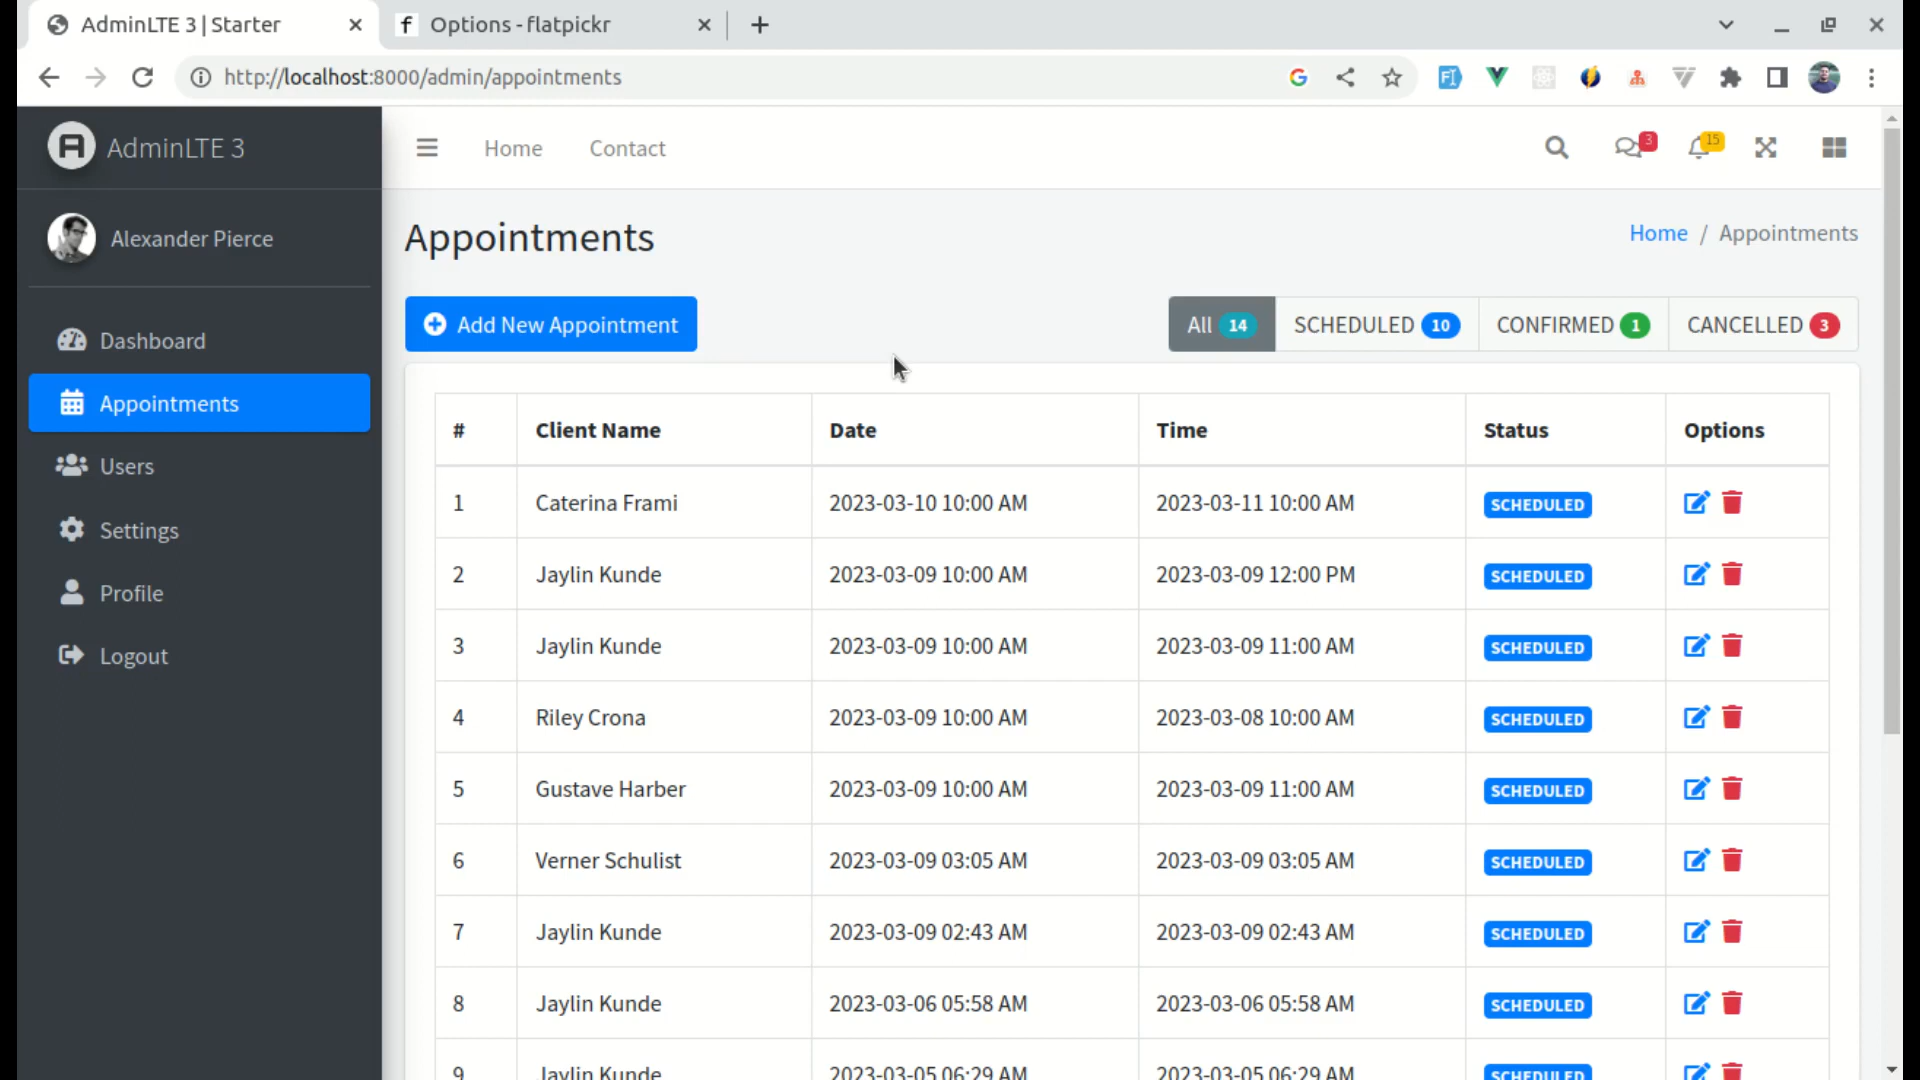 AdminLTE 3 | Starter
Options - flatpickr
http://localhost:8000/admin/appointments
AdminLTE 3
Home
Contact
3
15
Alexander Pierce
Appointments
Home / Appointments
Add New Appointment
All 14
SCHEDULED 10
CONFIRMED 1
CANCELLED 3
Dashboard
Appointments
Users
Settings
Profile
Logout
# Client Name Date Time Status Options
1 Caterina Frami 2023-03-10 10:00 AM 2023-03-11 10:00 AM SCHEDULED
2 Jaylin Kunde 2023-03-09 10:00 AM 2023-03-09 12:00 PM SCHEDULED
3 Jaylin Kunde 2023-03-09 10:00 AM 2023-03-09 11:00 AM SCHEDULED
4 Riley Crona 2023-03-09 10:00 AM 2023-03-08 10:00 AM SCHEDULED
5 Gustave Harber 2023-03-09 10:00 AM 2023-03-09 11:00 AM SCHEDULED
6 Verner Schulist 2023-03-09 03:05 AM 2023-03-09 03:05 AM SCHEDULED
7 Jaylin Kunde 2023-03-09 02:43 AM 2023-03-09 02:43 AM SCHEDULED
8 Jaylin Kunde 2023-03-06 05:58 AM 2023-03-06 05:58 AM SCHEDULED
9 Jaylin Kunde 2023-03-05 06:29 AM 2023-03-05 06:29 AM SCHEDULED